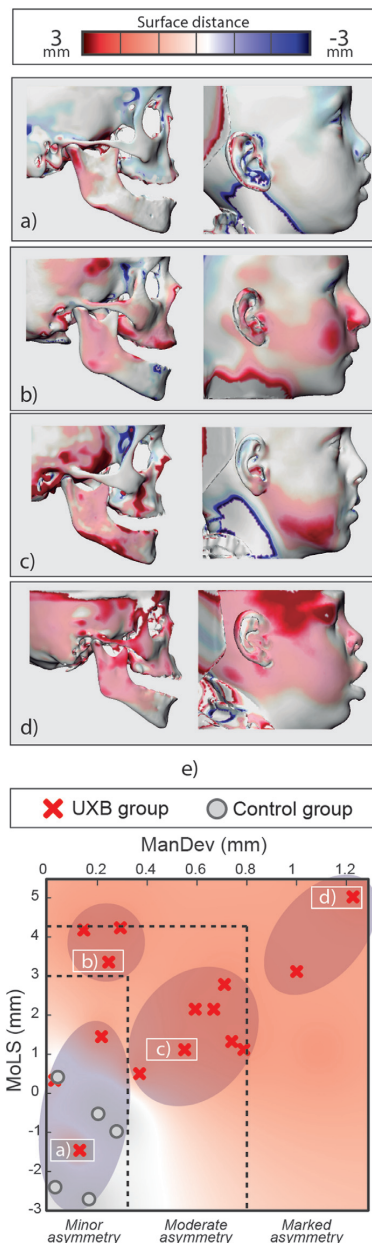 Surface distance
3 mm
-3 mm
a)
b)
c)
d)
e)
UXB group Control group
ManDev (mm)
0 0.2 0.4 0.6 0.8 1 1.2
MoLS (mm)
5
4
3
2
1
0
-1
-2
-3
d)
b)
c)
a)
Minor asymmetry
Moderate asymmetry
Marked asymmetry